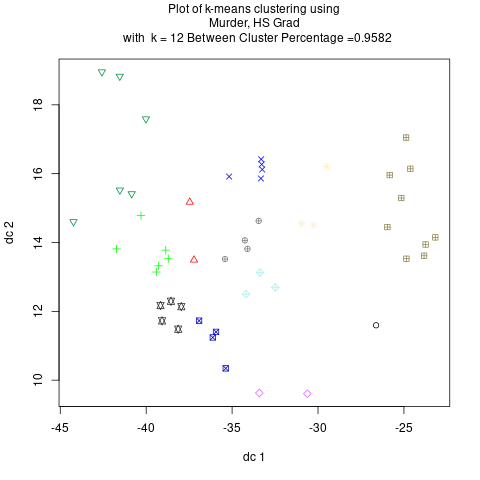 Plot of k-means clustering using
Murder, HS Grad
with k = 12 Between Cluster Percentage =0.9582
18
16
14
12
10
dc 2
-45
-40
-35
-30
-25
dc 1